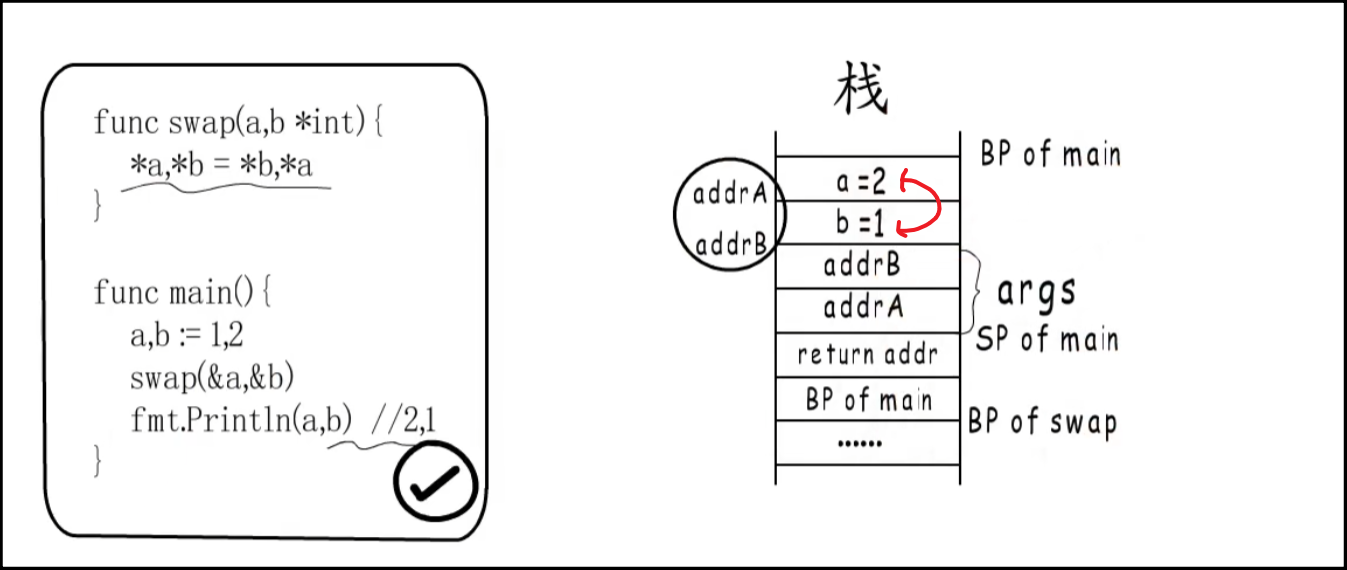 func swap(a,b *int) {
*a,*b = *b,*a
}
func main() {
a,b := 1,2
swap(&a,&b)
fmt.Println(a,b) //2,1
}
栈
BP of main
addrA
a =2
addrB
b =1
addrB
addrA
args
SP of main
return addr
BP of main
BP of swap
......